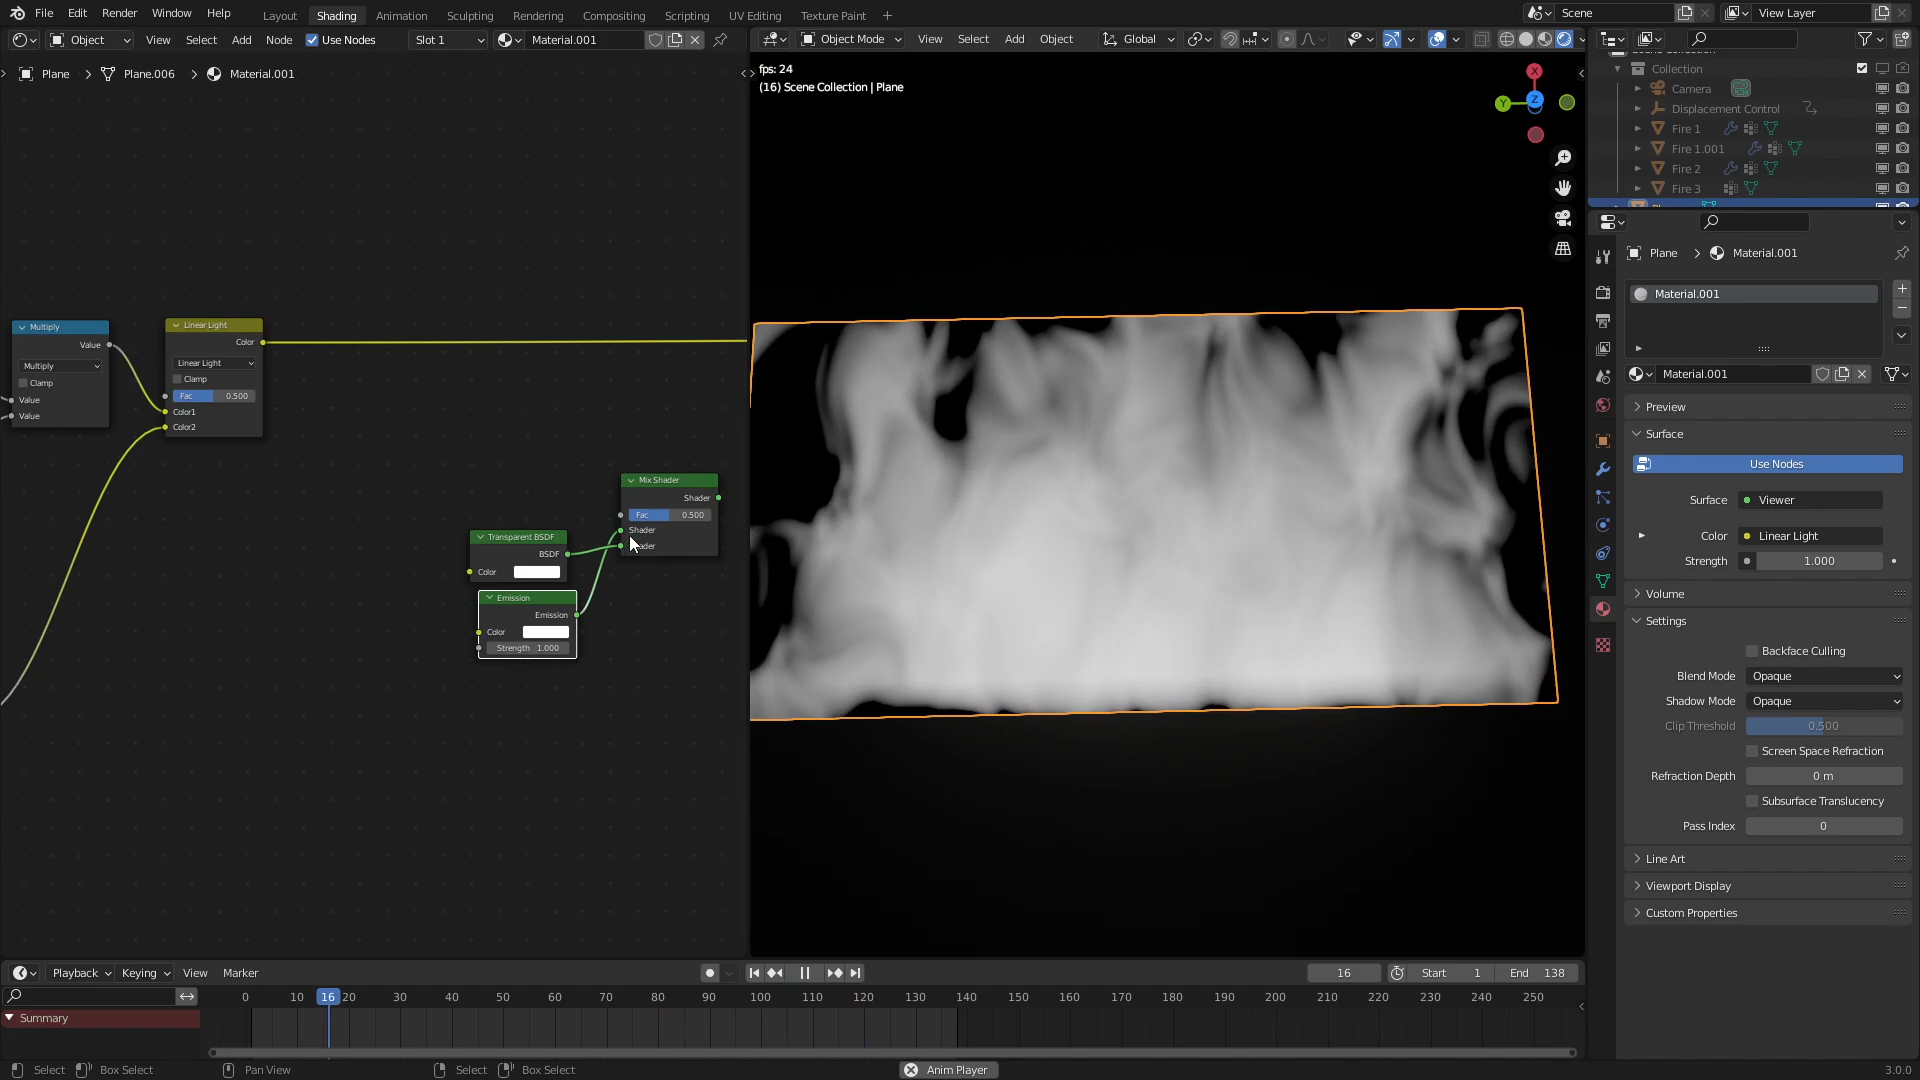 File Edit Render Window Help Layout Shading Animation Sculpting Rendering Compositing Scripting UV Editing Texture Paint + Scene View Layer
Object View Select Add Node Use Nodes Slot 1 Material.001 Object Mode View Select Add Object Global
Plane > Plane.006 > Material.001
fps: 24
(16) Scene Collection | Plane
X
Y
Z
Multiply
Value
Multiply
Clamp
Value
Value
Linear Light
Color
Linear Light
Clamp
Fac 0.500
Color1
Color2
Mix Shader
Shader
Fac 0.500
Shader
Transparent BSDF
BSDF
Color
Emission
Emission
Color
Strength 1.000
Collection
Camera
Displacement Control
Fire 1
Fire 1.001
Fire 2
Fire 3
Plane > Material.001
Material.001
Material.001
Preview
Surface
Use Nodes
Surface Viewer
Color Linear Light
Strength 1.000
Volume
Settings
Backface Culling
Blend Mode Opaque
Shadow Mode Opaque
Clip Threshold 0.500
Screen Space Refraction
Refraction Depth 0 m
Subsurface Translucency
Pass Index 0
Line Art
Viewport Display
Custom Properties
Playback Keying View Marker 16 Start 1 End 138
0 10 16 20 30 40 50 60 70 80 90 100 110 120 130 140 150 160 170 180 190 200 210 220 230 240 250
Summary
Select Box Select Pan View Select Box Select Anim Player 3.0.0